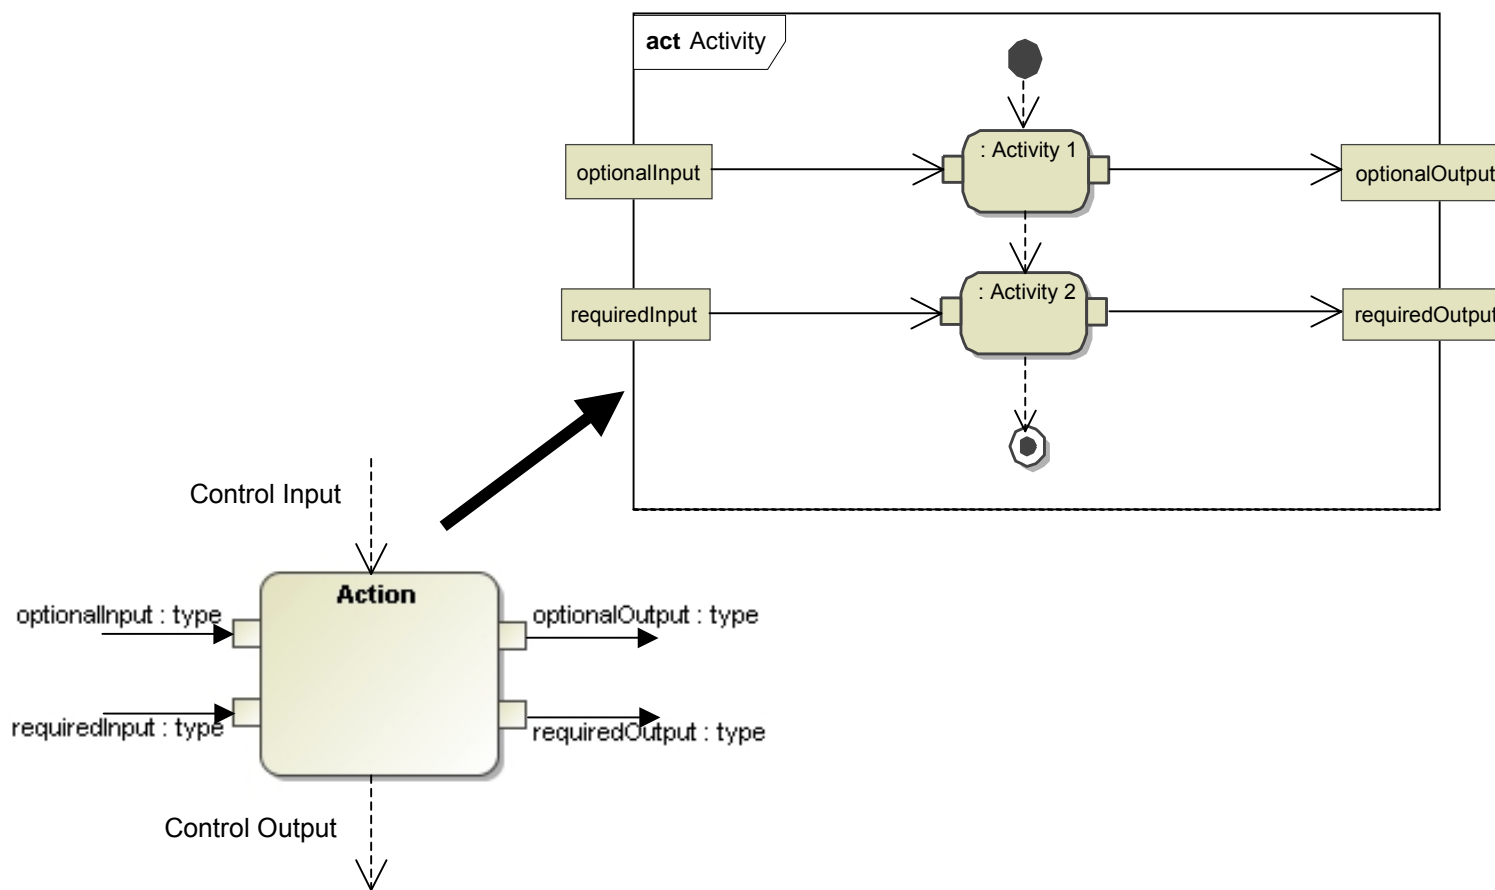 act Activity
: Activity 1
optionalInput
optionalOutput
: Activity 2
requiredInput
requiredOutput
Control Input
Action
optionalInput : type
optionalOutput : type
requiredInput : type
requiredOutput : type
Control Output